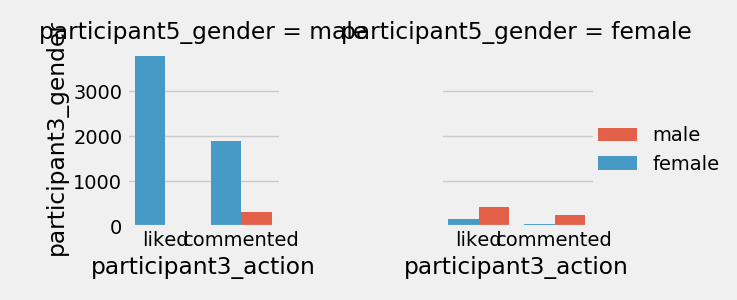 participant5_gender = male
participant5_gender = female
participant3_gender
3000
2000
1000
0
liked
commented
liked
commented
participant3_action
participant3_action
male
female